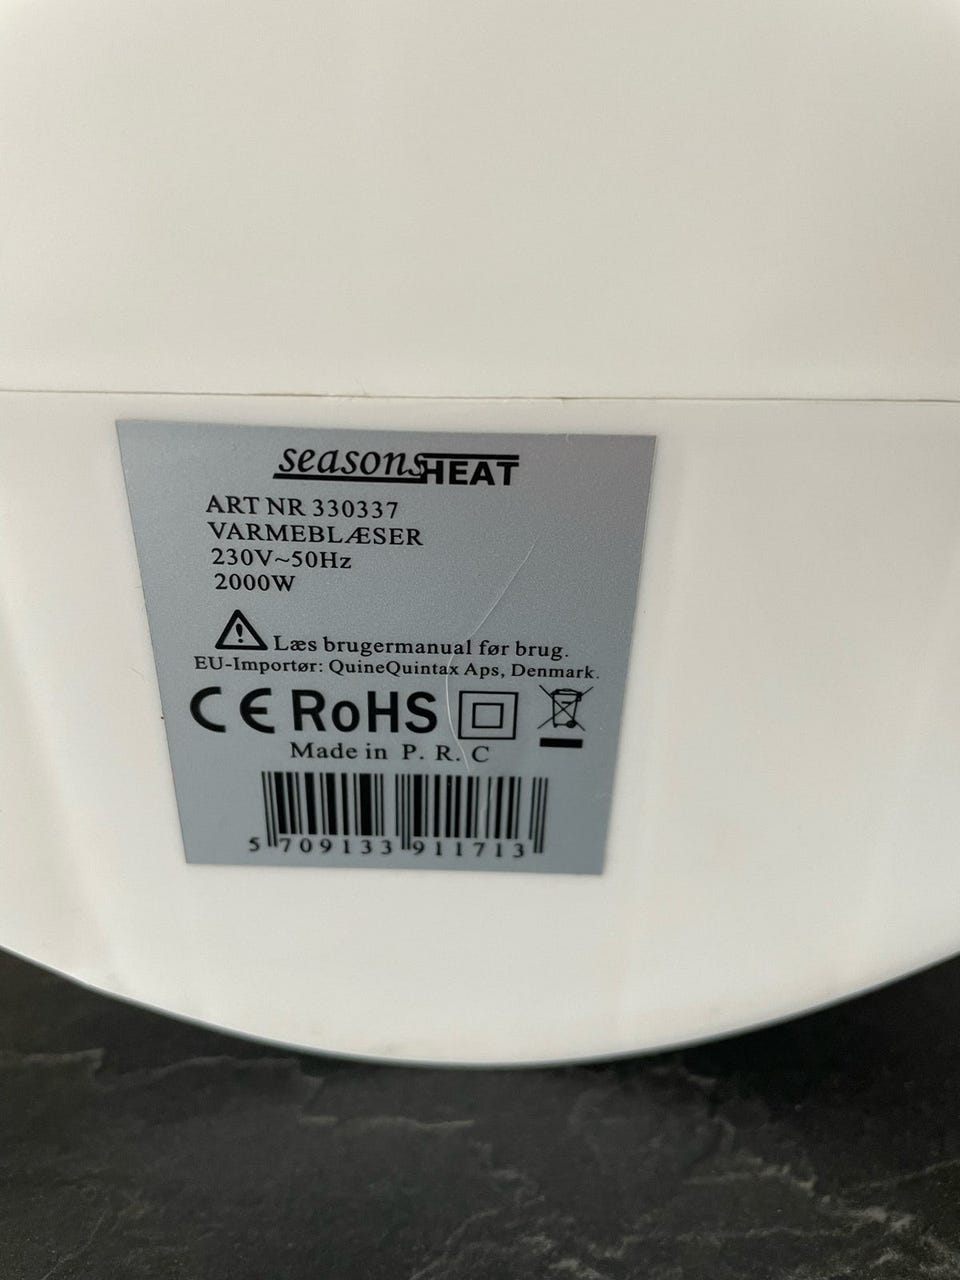 seasonsHEAT
ART NR 330337
VARMEBLÆSER
230V~50Hz
2000W
Læs brugermanual før brug.
EU-Importør: QuineQuintax Aps, Denmark.
CE RoHS
Made in P. R. C
5 709133 911713